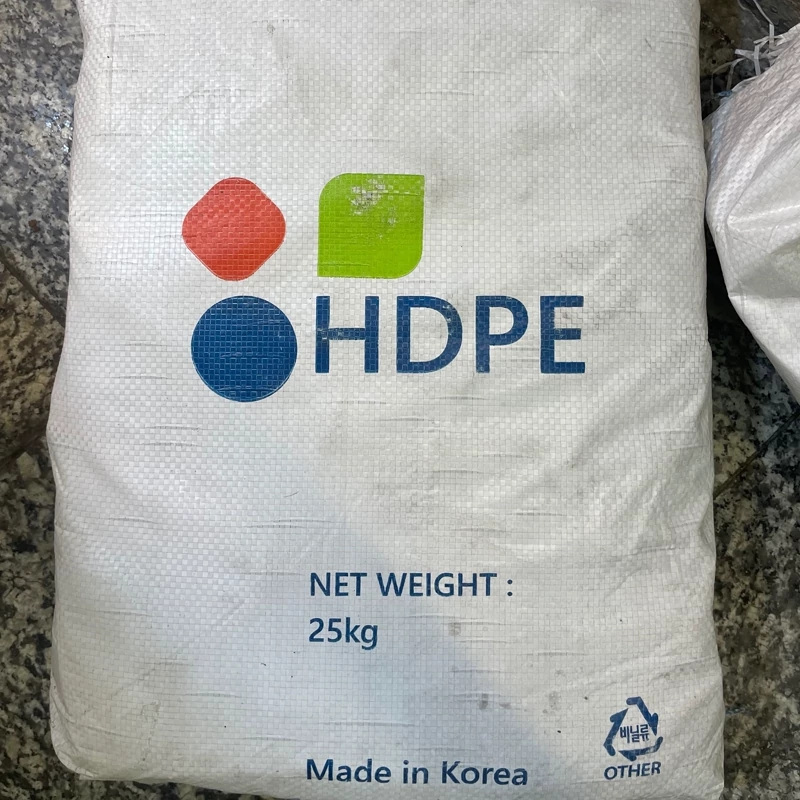 HDPE
NET WEIGHT :
25kg
비닐류
OTHER
Made in Korea